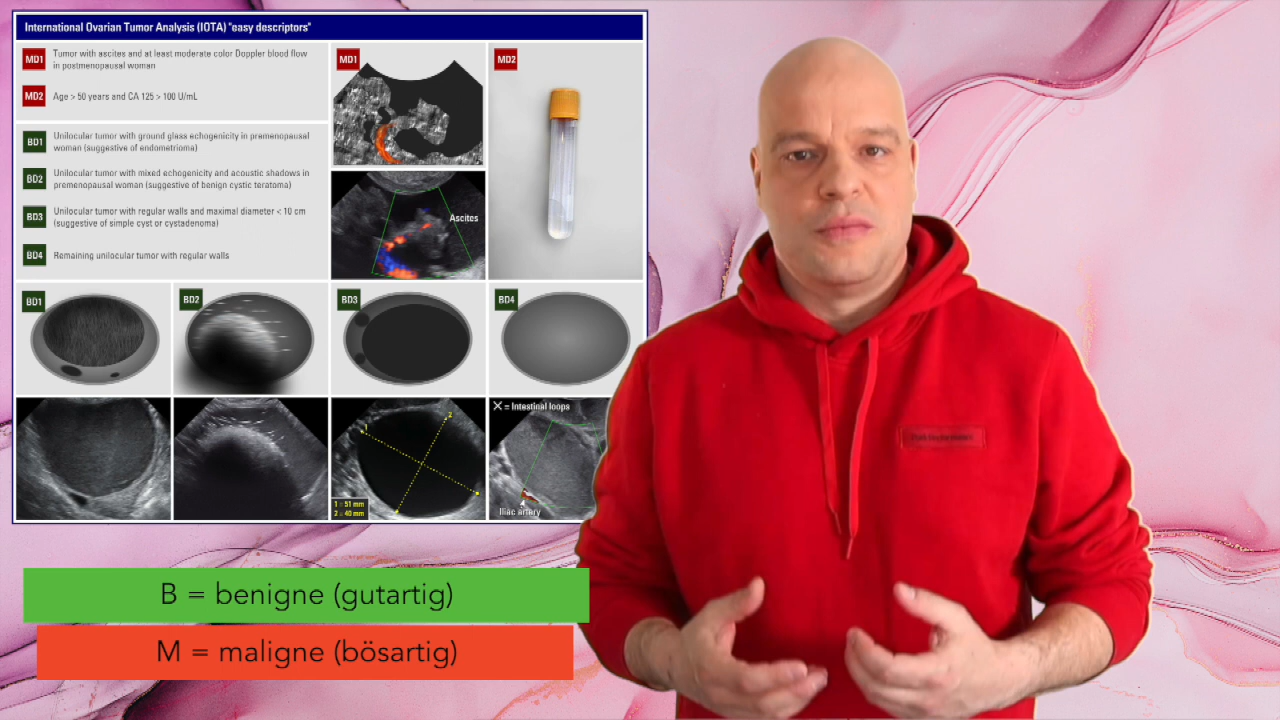 International Ovarian Tumor Analysis (IOTA) "easy descriptors"
MD1
Tumor with ascites and at least moderate color Doppler blood flow
in postmenopausal woman
MD2
Age > 50 years and CA 125 > 100 U/mL
BD1
Unilocular tumor with ground glass echogenicity in premenopausal
woman (suggestive of endometrioma)
BD2
Unilocular tumor with mixed echogenicity and acoustic shadows in
premenopausal woman (suggestive of benign cystic teratoma)
BD3
Unilocular tumor with regular walls and maximal diameter < 10 cm
(suggestive of simple cyst or cystadenoma)
BD4
Remaining unilocular tumor with regular walls
MD1
MD2
Ascites
BD1
BD2
BD3
BD4
1
2
1 : 51 mm
2 : 40 mm
X = Intestinal loops
Iliac artery
B = benigne (gutartig)
M = maligne (bösartig)